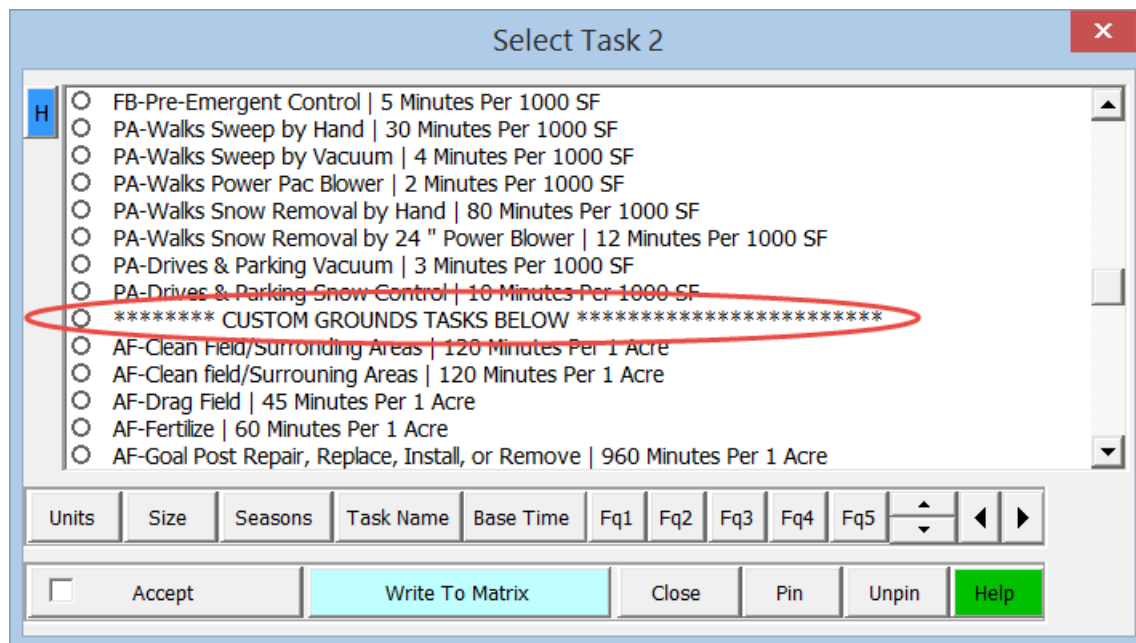 Select Task 2
H
FB-Pre-Emergent Control | 5 Minutes Per 1000 SF
PA-Walks Sweep by Hand | 30 Minutes Per 1000 SF
PA-Walks Sweep by Vacuum | 4 Minutes Per 1000 SF
PA-Walks Power Pac Blower | 2 Minutes Per 1000 SF
PA-Walks Snow Removal by Hand | 80 Minutes Per 1000 SF
PA-Walks Snow Removal by 24 " Power Blower | 12 Minutes Per 1000 SF
PA-Drives & Parking Vacuum | 3 Minutes Per 1000 SF
PA-Drives & Parking Snow Control | 10 Minutes Per 1000 SF
******** CUSTOM GROUNDS TASKS BELOW ************************
AF-Clean Field/Surronding Areas | 120 Minutes Per 1 Acre
AF-Clean field/Surrouning Areas | 120 Minutes Per 1 Acre
AF-Drag Field | 45 Minutes Per 1 Acre
AF-Fertilize | 60 Minutes Per 1 Acre
AF-Goal Post Repair, Replace, Install, or Remove | 960 Minutes Per 1 Acre
Units Size Seasons Task Name Base Time Fq1 Fq2 Fq3 Fq4 Fq5
Accept Write To Matrix Close Pin Unpin Help